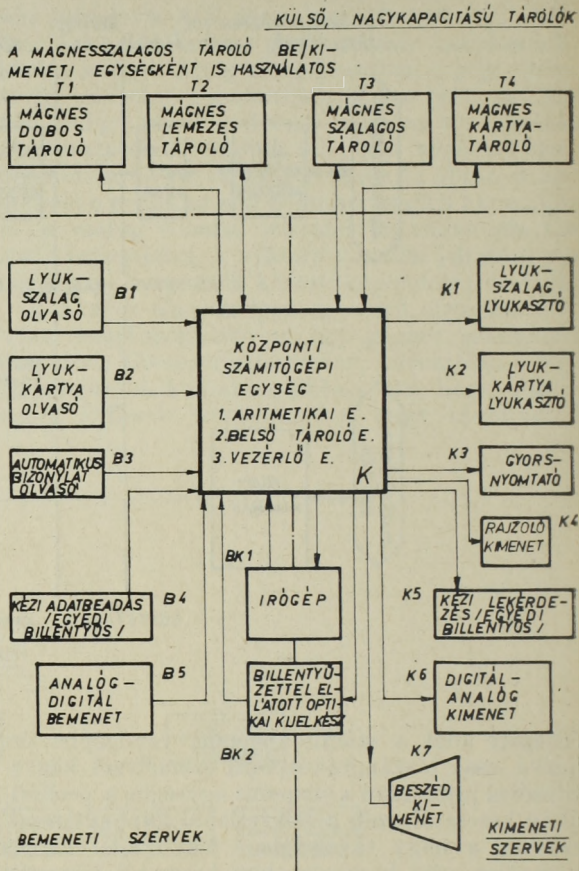 KÜLSŐ, NAGYKAPACITÁSÚ TÁRÓLÓK
A MÁGNESSZALAGOS TÁROLÓ BE/KI-
MENETI EGYSÉGKÉNT IS HASZNÁLATOS
T1
T2
T3
T4
MÁGNES
DOBOS
TÁROLÓ
MÁGNES
LEMEZES
TÁROLÓ
MÁGNES
SZALAGOS
TÁROLÓ
MÁGNES
KÁRTYA-
TÁROLÓ
LYUK-
SZALAG
OLVASÓ
B1
K1
LYUK-
SZALAG
LYUKASZTÓ
KÖZPONTI
SZÁMITÓGÉPI
EGYSÉG
1. ARITMETIKAI E.
2. BELSŐ TÁROLÓ E.
3. VEZÉRLŐ E.
K
LYUK-
KÁRTYA
OLVASÓ
B2
K2
LYUK-
KÁRTYA
LYUKASZTÓ
AUTOMATIKUS
BIZONYLAT
OLVASÓ
B3
K3
GYORS-
NYOMTATÓ
RAJZOLÓ
KIMENET
K4
KÉZI ADATBEADÁS
/EGYEDI
BILLENTYŰS/
B4
BK1
IRÓGÉP
K5
KÉZI LEKÉRDE-
ZÉS/EGYEDI
BILLENTYŰS/
ANALÓG-
DIGITÁL
BEMENET
B5
BILLENTYŰ-
ZETTEL EL-
LÁTOTT OPTI-
KAI KIJELKÉSZ
BK2
K6
DIGITÁL-
ANALÓG
KIMENET
K7
BESZÉD
KI-
MENET
BEMENETI SZERVEK
KIMENETI
SZERVEK